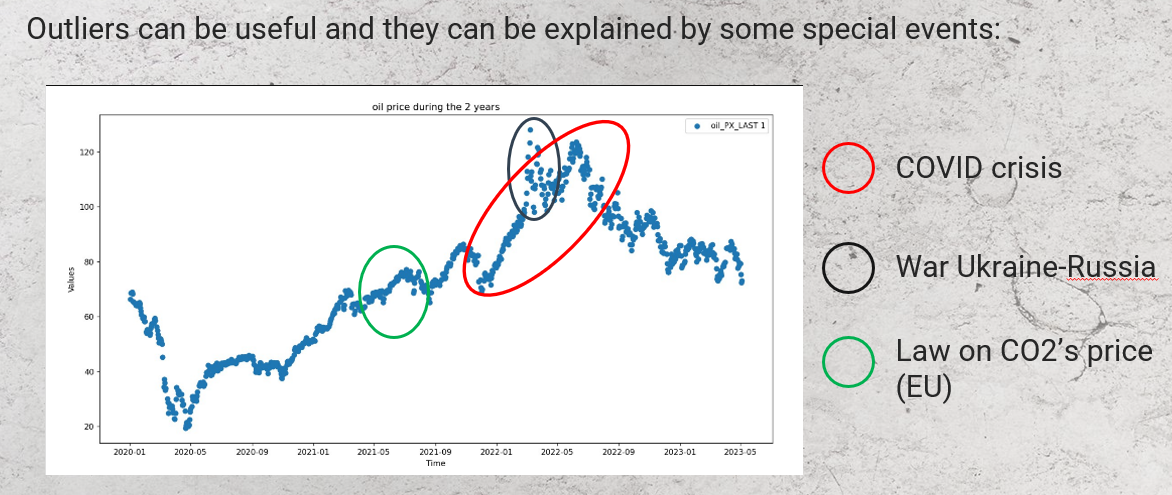 Outliers can be useful and they can be explained by some special events:
oil price during the 2 years
oil_PX_LAST 1
120
100
80
60
40
20
Values
2020-01 2020-05 2020-09 2021-01 2021-05 2021-09 2022-01 2022-05 2022-09 2023-01 2023-05
Time
COVID crisis
War Ukraine-Russia
Law on CO2’s price
(EU)